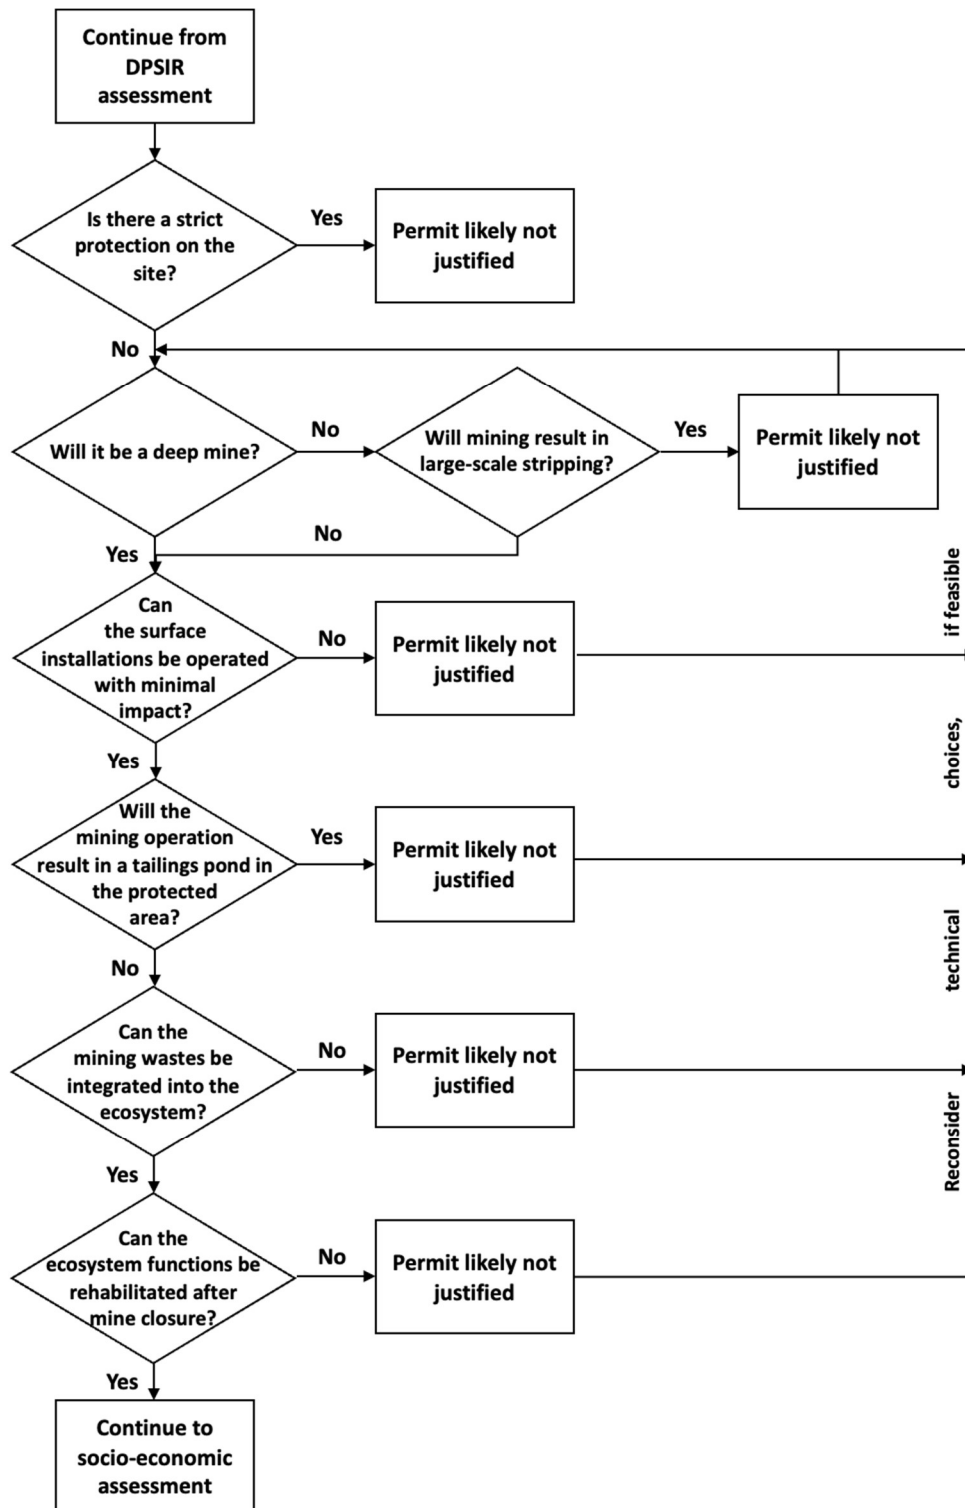 Continue from
DPSIR
assessment
Is there a strict
protection on the
site?
Yes
Permit likely not
justified
No
Will it be a deep mine?
No
Will mining result in
large-scale stripping?
Yes
Permit likely not
justified
No
Yes
Can
the surface
installations be operated
with minimal
impact?
No
Permit likely not
justified
Yes
Will the
mining operation
result in a tailings pond in
the protected
area?
Yes
Permit likely not
justified
No
Can the
mining wastes be
integrated into the
ecosystem?
No
Permit likely not
justified
Yes
Can the
ecosystem functions be
rehabilitated after
mine closure?
No
Permit likely not
justified
Yes
Continue to
socio-economic
assessment
Reconsider technical choices, if feasible